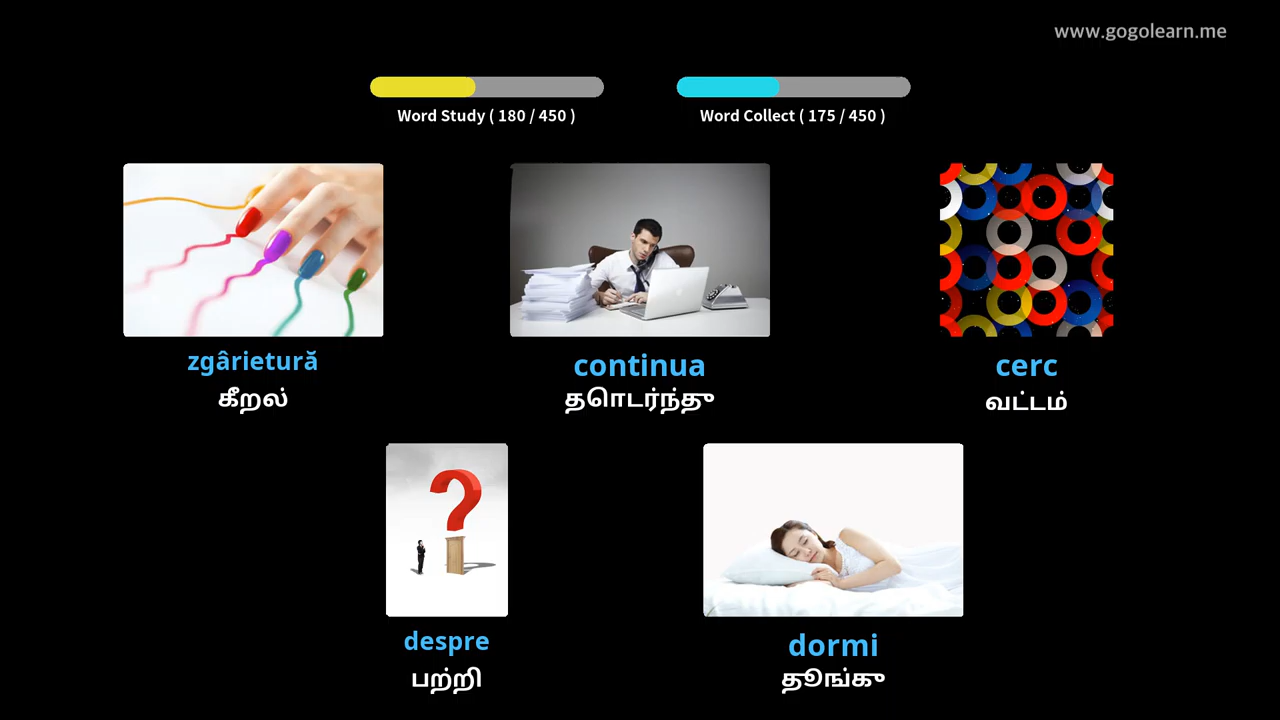 www.gogolearn.me
Word Study ( 180 / 450 )
Word Collect ( 175 / 450 )
zgârietură
கீறல்
continua
தொடர்ந்து
cerc
வட்டம்
despre
பற்றி
dormi
தூங்கு